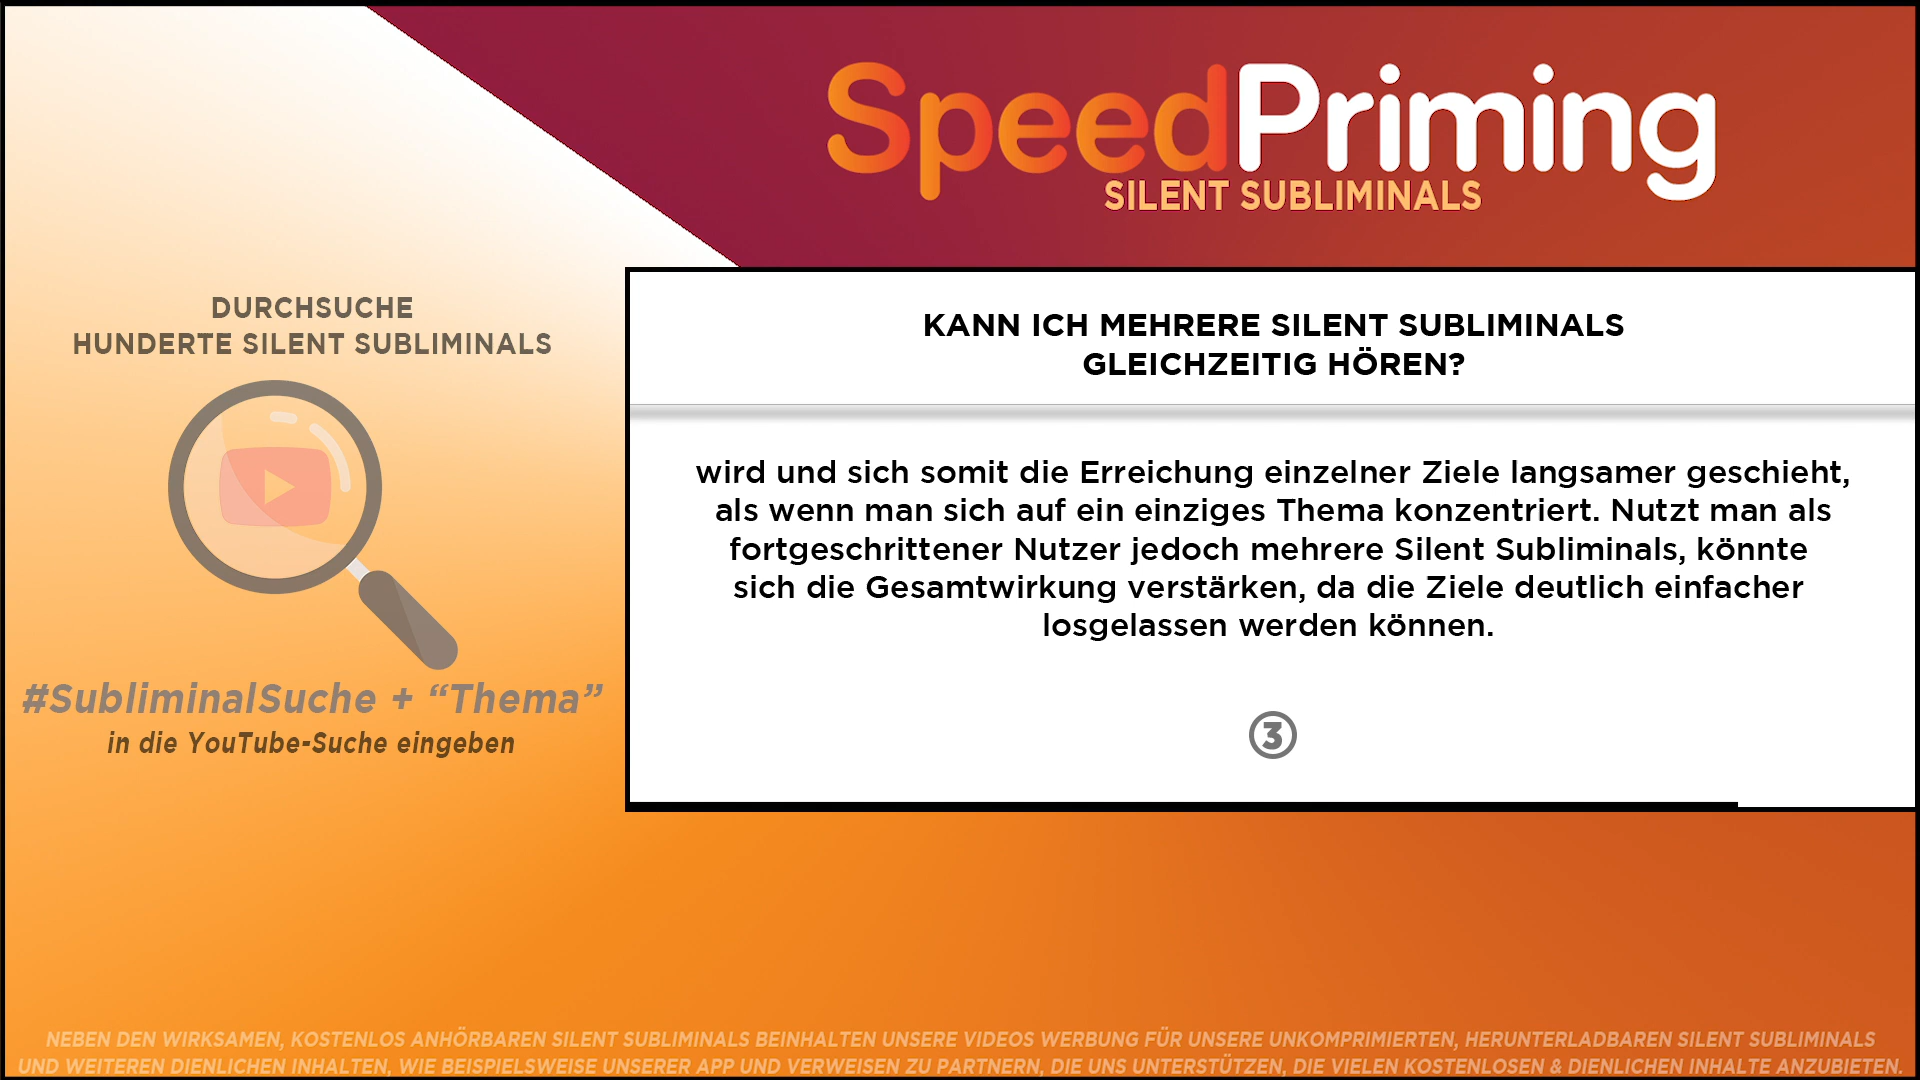 SpeedPriming
SILENT SUBLIMINALS
DURCHSUCHE
HUNDERTE SILENT SUBLIMINALS
#SubliminalSuche + “Thema”
in die YouTube-Suche eingeben
KANN ICH MEHRERE SILENT SUBLIMINALS
GLEICHZEITIG HÖREN?
wird und sich somit die Erreichung einzelner Ziele langsamer geschieht,
als wenn man sich auf ein einziges Thema konzentriert. Nutzt man als
fortgeschrittener Nutzer jedoch mehrere Silent Subliminals, könnte
sich die Gesamtwirkung verstärken, da die Ziele deutlich einfacher
losgelassen werden können.
3
NEBEN DEN WIRKSAMEN, KOSTENLOS ANHÖRBAREN SILENT SUBLIMINALS BEINHALTEN UNSERE VIDEOS WERBUNG FÜR UNSERE UNKOMPRIMIERTEN, HERUNTERLADBAREN SILENT SUBLIMINALS
UND WEITEREN DIENLICHEN INHALTEN, WIE BEISPIELSWEISE UNSERER APP UND VERWEISEN ZU PARTNERN, DIE UNS UNTERSTÜTZEN, DIE VIELEN KOSTENLOSEN & DIENLICHEN INHALTE ANZUBIETEN.